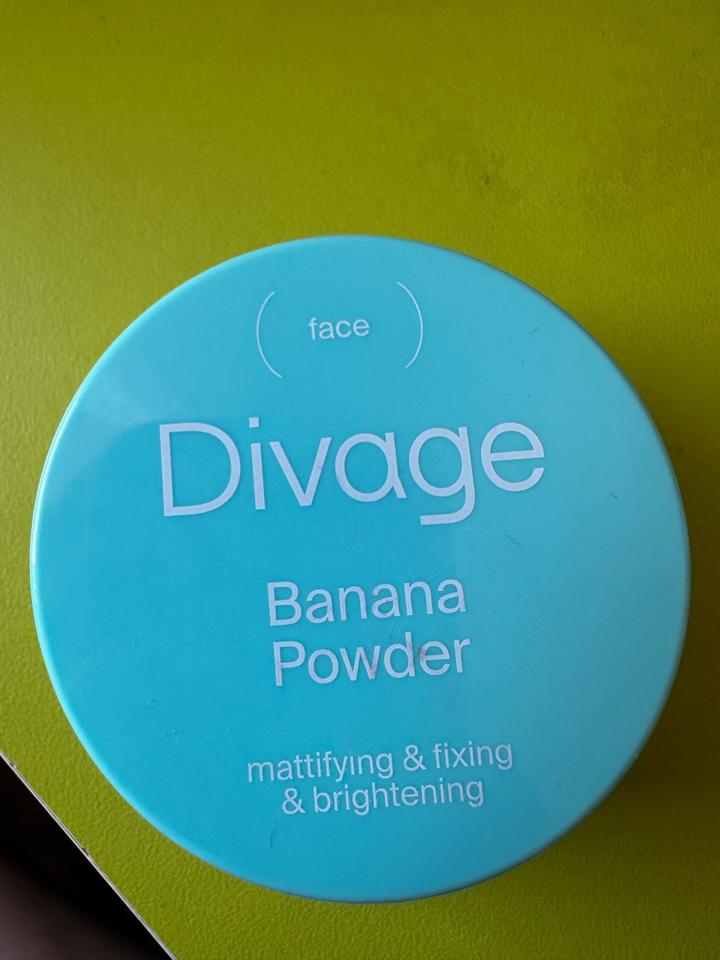 ( face )
Divage
Banana
Powder
mattifying & fixing
& brightening